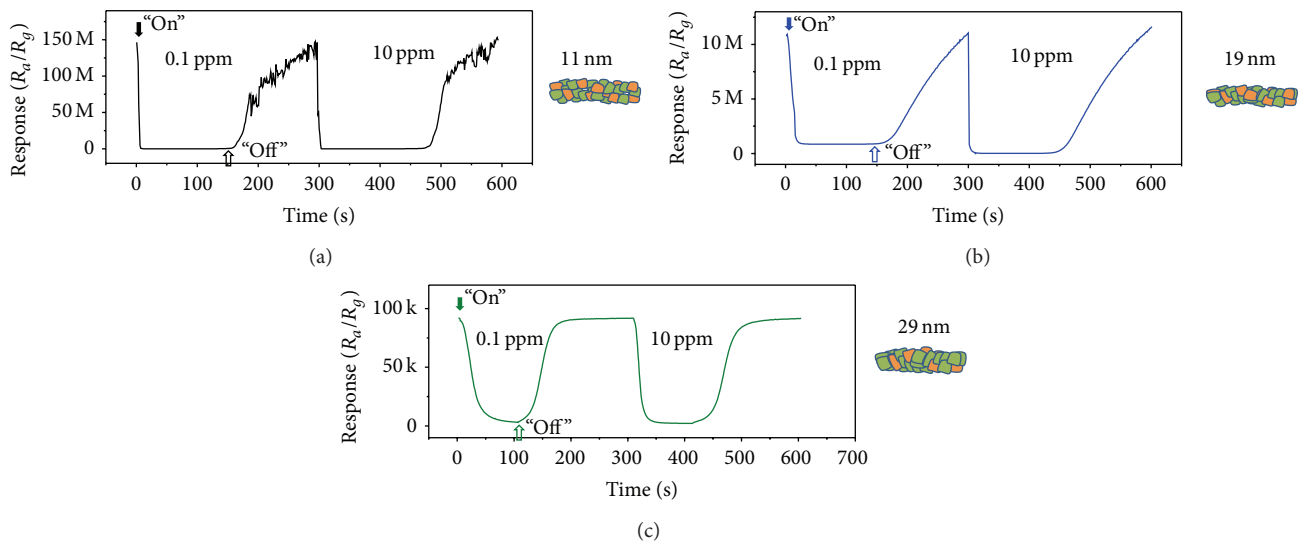 (a)
Response (Ra/Rg)
150 M
100 M
50 M
0
"On"
0.1 ppm
10 ppm
"Off"
0 100 200 300 400 500 600
Time (s)
11 nm
(b)
Response (Ra/Rg)
10 M
5 M
0
"On"
0.1 ppm
10 ppm
"Off"
0 100 200 300 400 500 600
Time (s)
19 nm
(a)
(b)
Response (Ra/Rg)
100 k
50 k
0
"On"
0.1 ppm
10 ppm
"Off"
0 100 200 300 400 500 600 700
Time (s)
29 nm
(c)